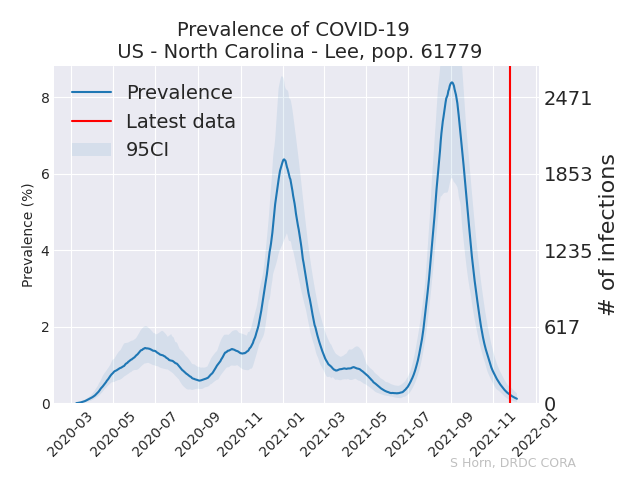 Prevalence of COVID-19
US - North Carolina - Lee, pop. 61779
Prevalence
Latest data
95CI
Prevalence (%)
8
6
4
2
0
2471
1853
1235
617
0
# of infections
2020-03
2020-05
2020-07
2020-09
2020-11
2021-01
2021-03
2021-05
2021-07
2021-09
2021-11
2022-01
S Horn, DRDC CORA